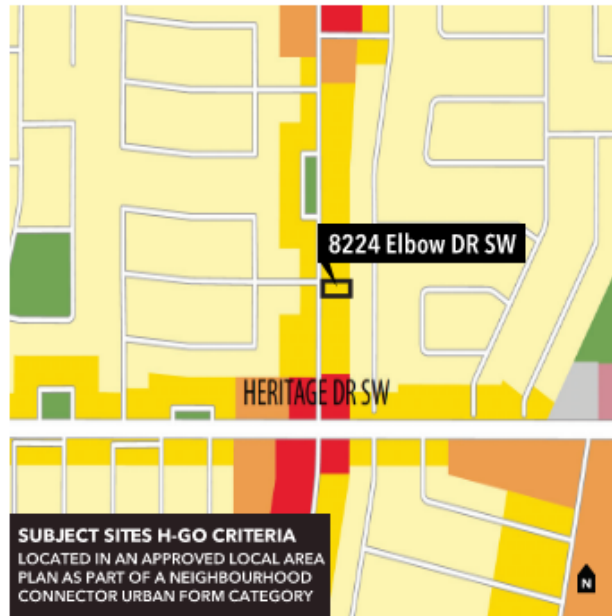 8224 Elbow DR SW
HERITAGE DR SW
SUBJECT SITES H-GO CRITERIA
LOCATED IN AN APPROVED LOCAL AREA
PLAN AS PART OF A NEIGHBOURHOOD
CONNECTOR URBAN FORM CATEGORY
N